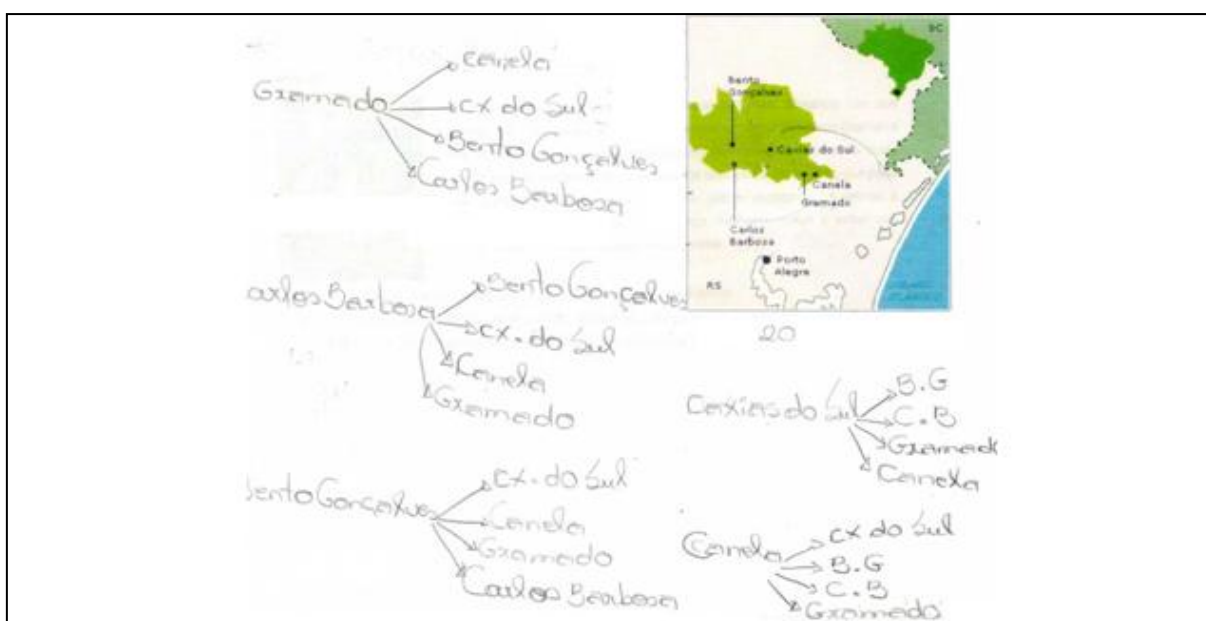 Gramado
Canela
CX do Sul
Bento Gonçalves
Carlos Barbosa
SC
Bento
Gonçalves
Caxias do Sul
Canela
Gramado
Carlos
Barbosa
Porto
Alegre
RS
20
arlos Barbosa
Bento Gonçalves
CX. do Sul
Canela
Gramado
Caxias do Sul
B.G
C.B
Gramad
Canela
Bento Gonçalves
CX. do Sul
Canela
Gramado
Carlos Barbosa
Canela
CX do Sul
B.G
C.B
Gramado